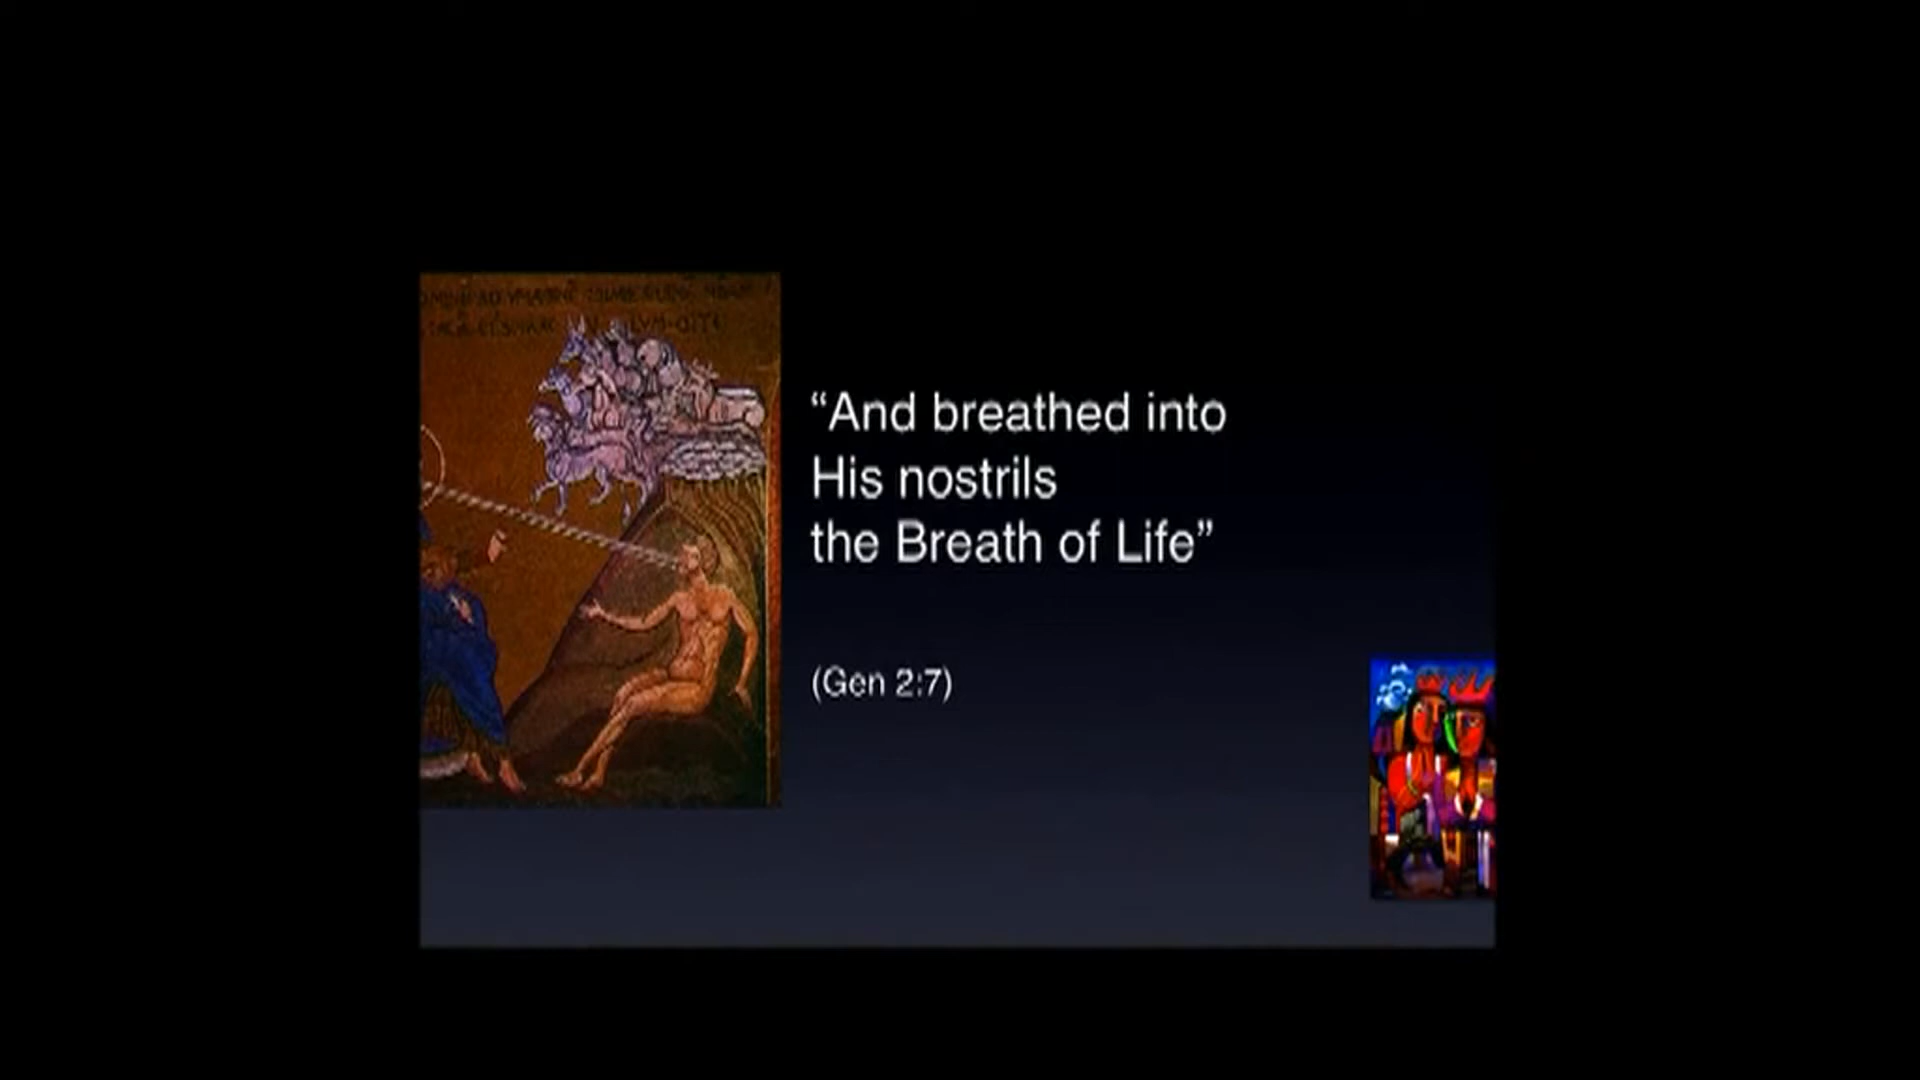 “And breathed into
His nostrils
the Breath of Life”
(Gen 2:7)